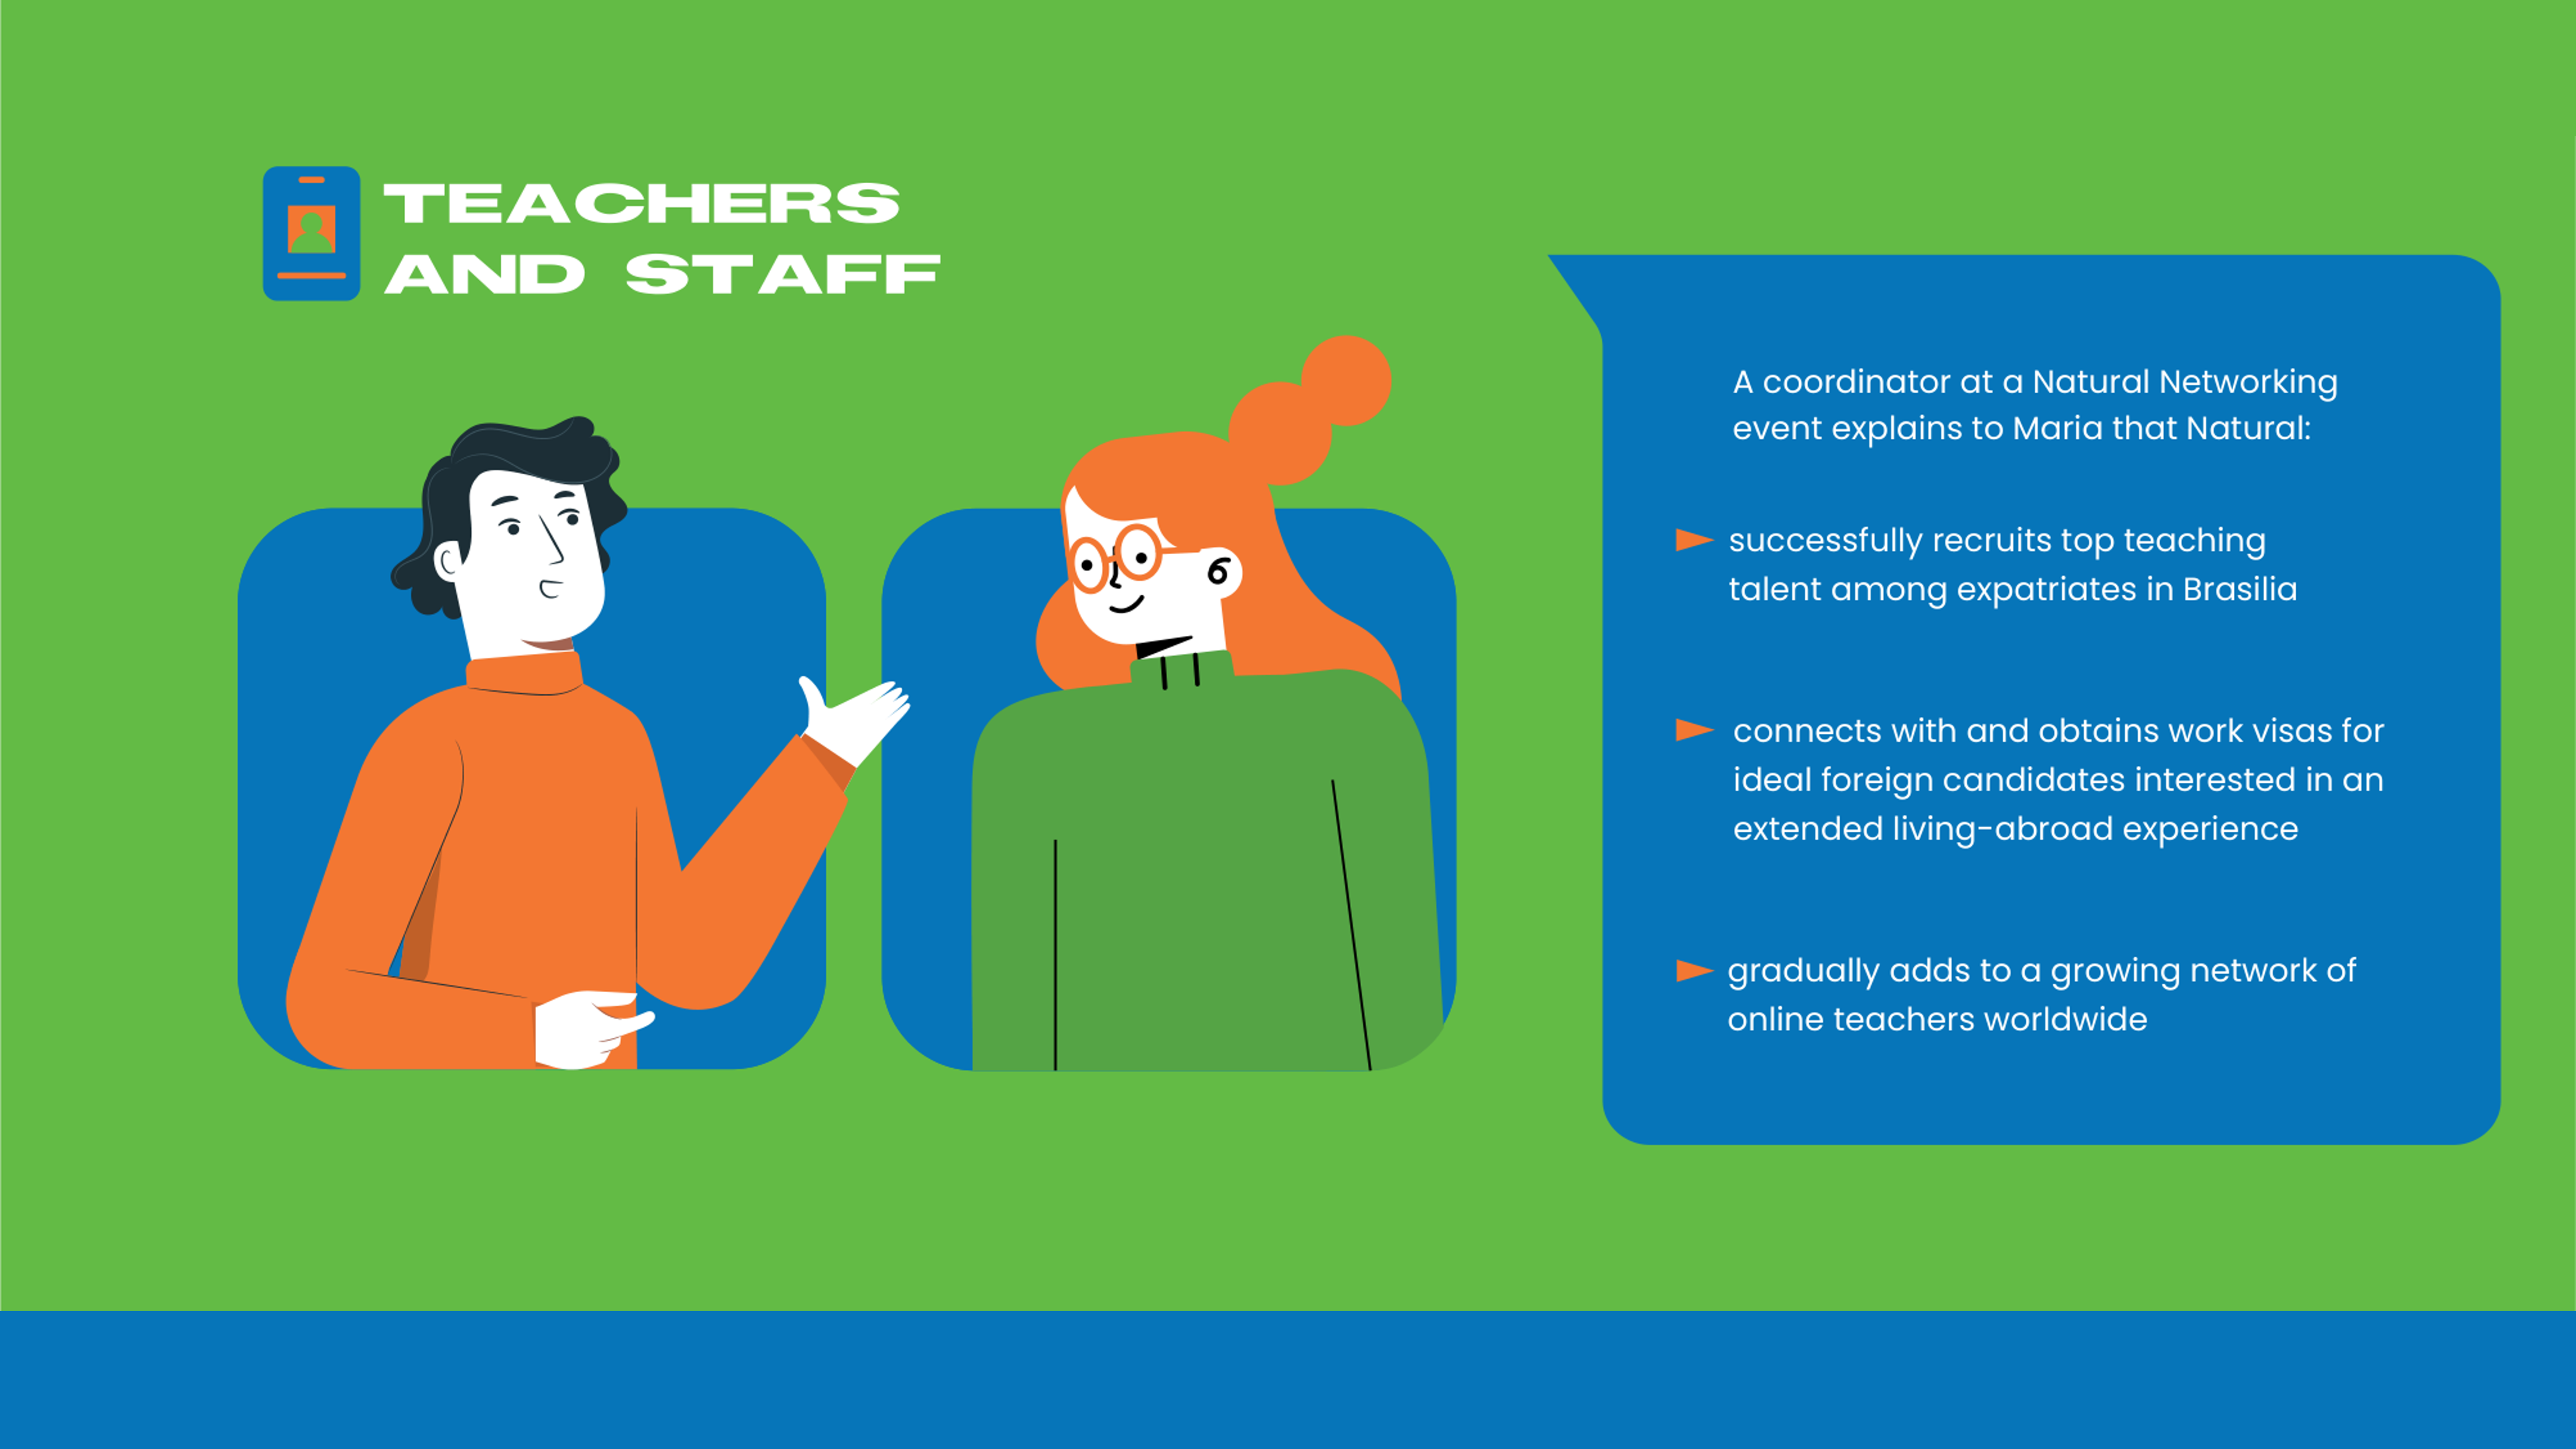 TEACHERS
AND STAFF
A coordinator at a Natural Networking
event explains to Maria that Natural:
successfully recruits top teaching
talent among expatriates in Brasilia
connects with and obtains work visas for
ideal foreign candidates interested in an
extended living-abroad experience
gradually adds to a growing network of
online teachers worldwide